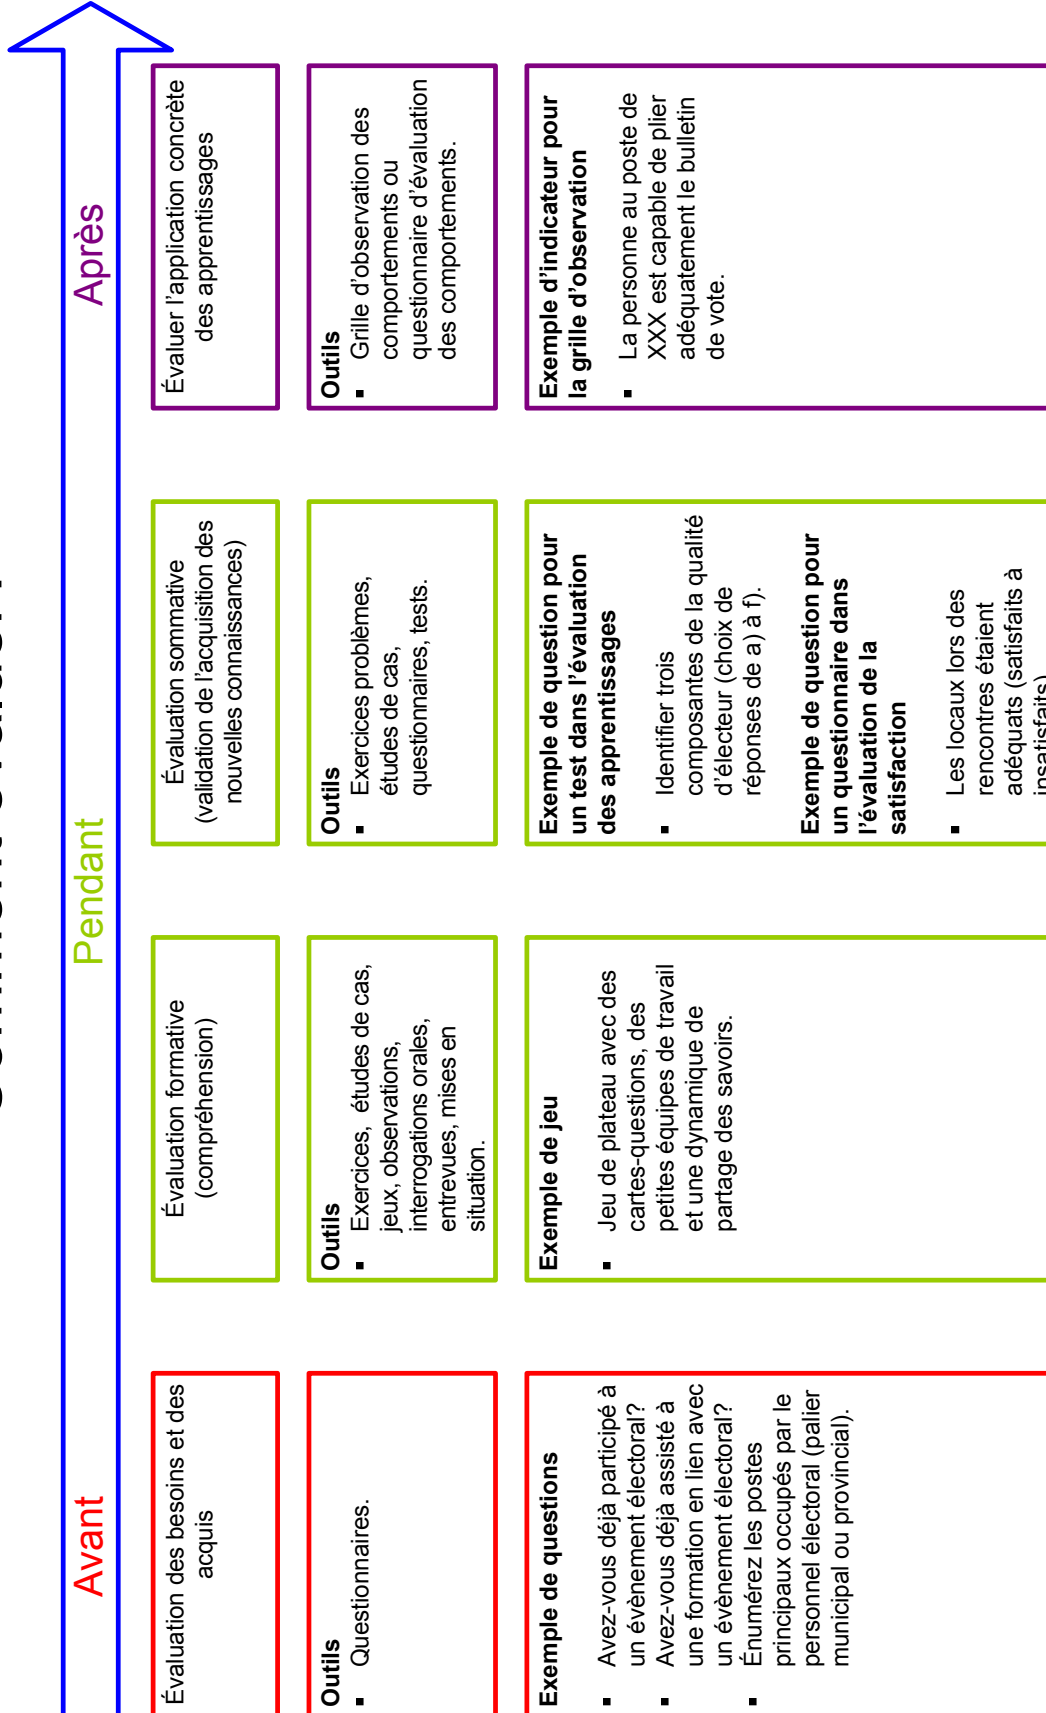 Avant
Pendant
Après
Évaluation des besoins et des
acquis
Outils
▪ Questionnaires.
Exemple de questions
▪ Avez-vous déjà participé à
un évènement électoral?
▪ Avez-vous déjà assisté à
une formation en lien avec
un évènement électoral?
▪ Énumérez les postes
principaux occupés par le
personnel électoral (palier
municipal ou provincial).
Évaluation formative
(compréhension)
Outils
▪ Exercices, études de cas,
jeux, observations,
interrogations orales,
entrevues, mises en
situation.
Exemple de jeu
▪ Jeu de plateau avec des
cartes-questions, des
petites équipes de travail
et une dynamique de
partage des savoirs.
Évaluation sommative
(validation de l'acquisition des
nouvelles connaissances)
Outils
▪ Exercices problèmes,
études de cas,
questionnaires, tests.
Exemple de question pour
un test dans l'évaluation
des apprentissages
▪ Identifier trois
composantes de la qualité
d'électeur (choix de
réponses de a) à f).
Exemple de question pour
un questionnaire dans
l'évaluation de la
satisfaction
▪ Les locaux lors des
rencontres étaient
adéquats (satisfaits à
insatisfaits)
Évaluer l'application concrète
des apprentissages
Outils
▪ Grille d'observation des
comportements ou
questionnaire d'évaluation
des comportements.
Exemple d'indicateur pour
la grille d'observation
▪ La personne au poste de
XXX est capable de plier
adéquatement le bulletin
de vote.